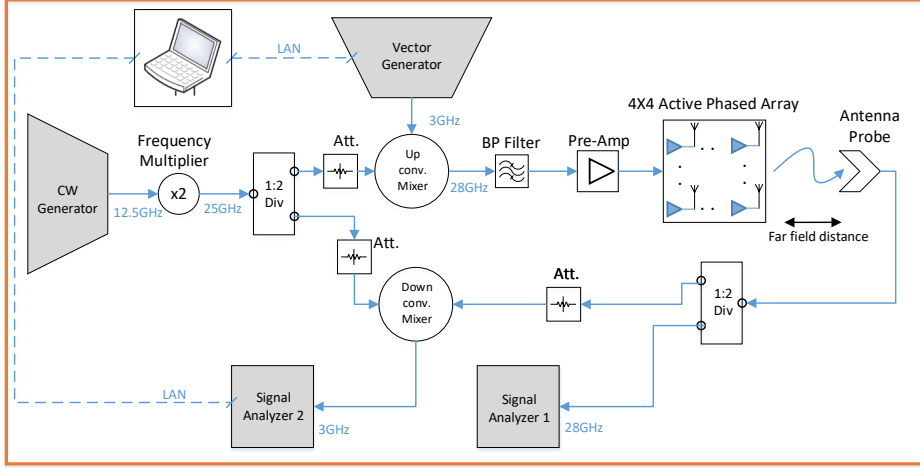 LAN
Vector
Generator
3GHz
4X4 Active Phased Array
Antenna
Probe
Frequency
Multiplier
Att.
BP Filter
Pre-Amp
CW
Generator
12.5GHz
x2
25GHz
1:2
Div
Up
conv.
Mixer
28GHz
. .
. .
Far field distance
Att.
Down
conv.
Mixer
Att.
1:2
Div
LAN
Signal
Analyzer 2
3GHz
Signal
Analyzer 1
28GHz